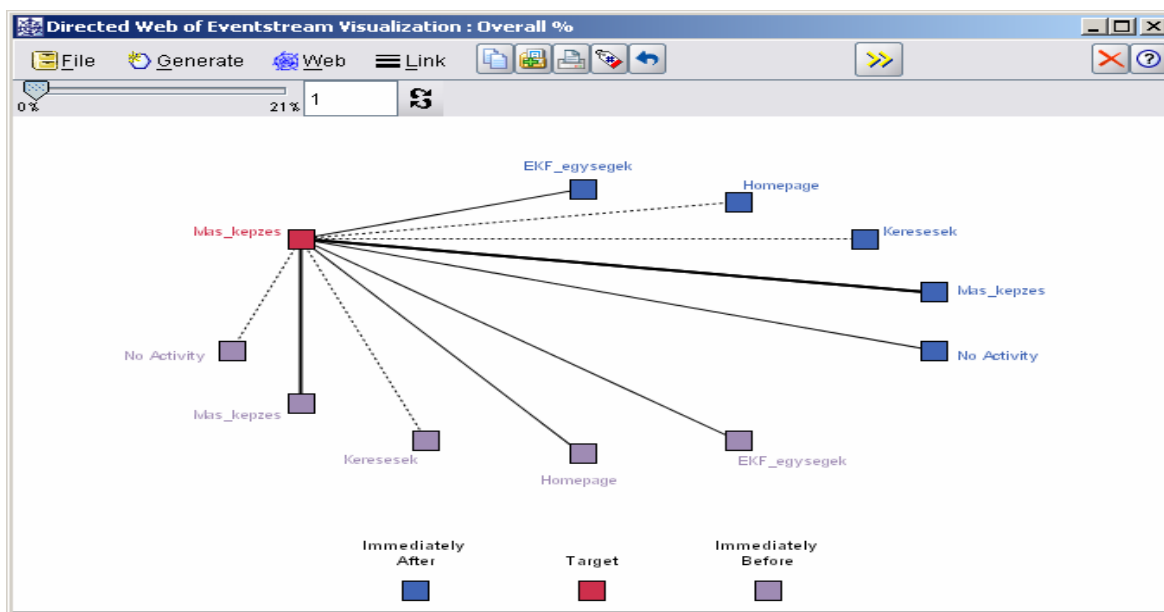 Directed Web of Eventstream Visualization : Overall %
File Generate Web Link
0% 21% 1
EKF_egysegek
Homepage
Mas_kepzes
Keresesek
Mas_kepzes
No Activity
No Activity
Mas_kepzes
Keresesek
EKF_egysegek
Homepage
Immediately After
Target
Immediately Before